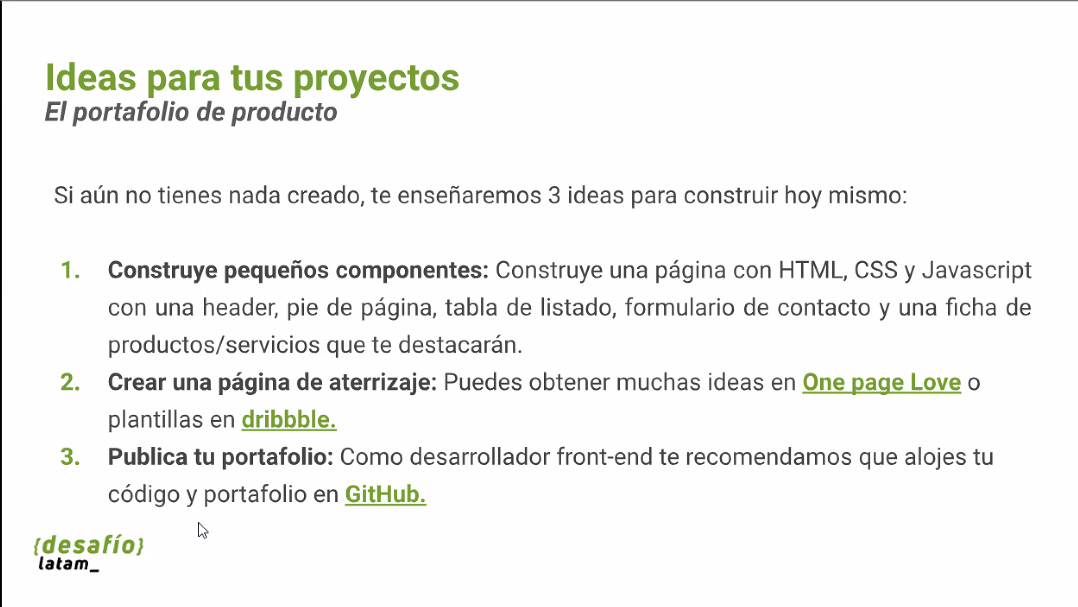 Ideas para tus proyectos
El portafolio de producto
Si aún no tienes nada creado, te enseñaremos 3 ideas para construir hoy mismo:
1. Construye pequeños componentes: Construye una página con HTML, CSS y Javascript
con una header, pie de página, tabla de listado, formulario de contacto y una ficha de
productos/servicios que te destacarán.
2. Crear una página de aterrizaje: Puedes obtener muchas ideas en One page Love o
plantillas en dribbble.
3. Publica tu portafolio: Como desarrollador front-end te recomendamos que alojes tu
código y portafolio en GitHub.
{desafío}
latam_